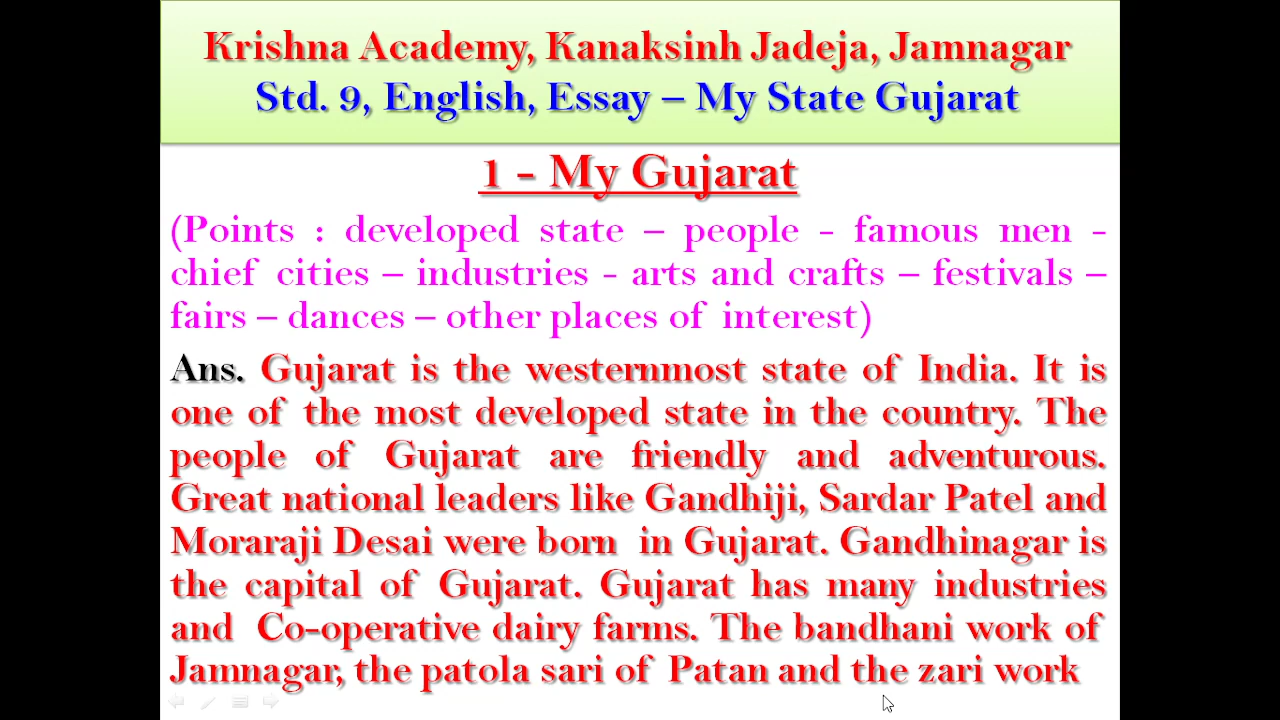 Krishna Academy, Kanaksinh Jadeja, Jamnagar
Std. 9, English, Essay – My State Gujarat
1 - My Gujarat
(Points : developed state – people - famous men -
chief cities – industries - arts and crafts – festivals –
fairs – dances – other places of interest)
Ans. Gujarat is the westernmost state of India. It is
one of the most developed state in the country. The
people of Gujarat are friendly and adventurous.
Great national leaders like Gandhiji, Sardar Patel and
Moraraji Desai were born in Gujarat. Gandhinagar is
the capital of Gujarat. Gujarat has many industries
and Co-operative dairy farms. The bandhani work of
Jamnagar, the patola sari of Patan and the zari work